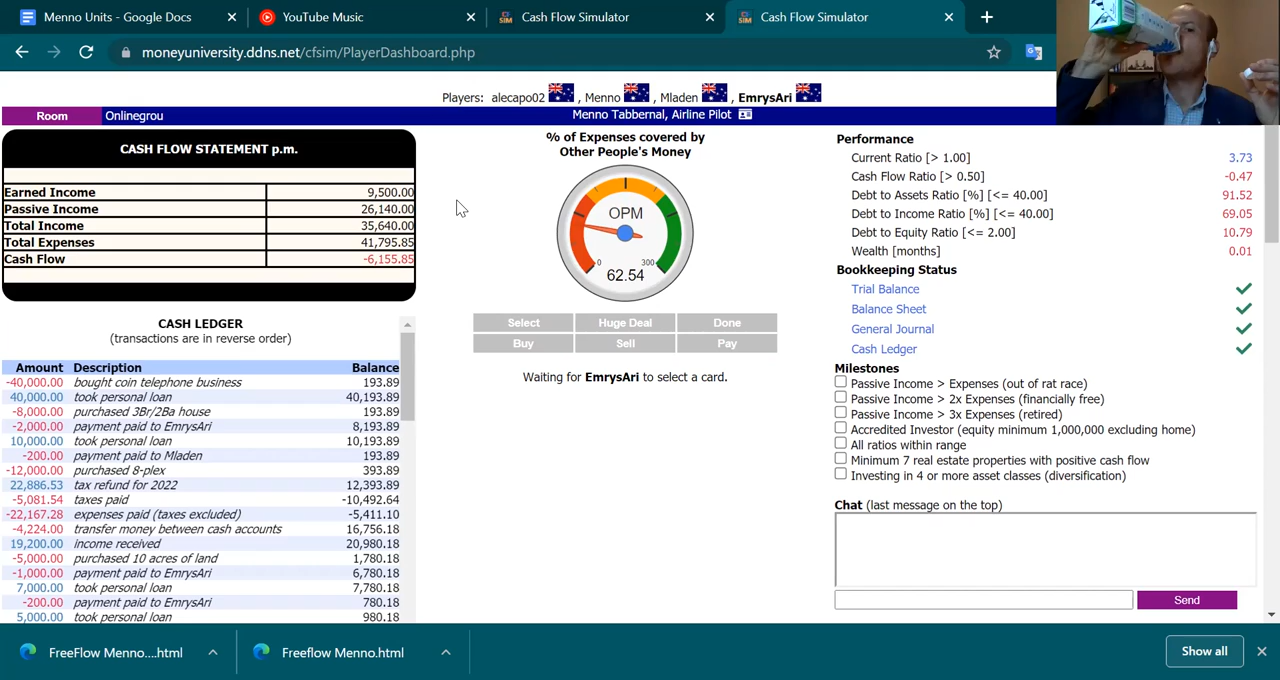 Menno Units - Google Docs
YouTube Music
Cash Flow Simulator
Cash Flow Simulator
moneyuniversity.ddns.net/cfsim/PlayerDashboard.php
Players: alecapo02 , Menno , Mladen , EmrysAri
Room Onlinegrou Menno Tabbernal, Airline Pilot
CASH FLOW STATEMENT p.m.
Earned Income 9,500.00
Passive Income 26,140.00
Total Income 35,640.00
Total Expenses 41,795.85
Cash Flow -6,155.85
CASH LEDGER
(transactions are in reverse order)
Amount Description Balance
-40,000.00 bought coin telephone business 193.89
40,000.00 took personal loan 40,193.89
-8,000.00 purchased 3Br/2Ba house 193.89
-2,000.00 payment paid to EmrysAri 8,193.89
10,000.00 took personal loan 10,193.89
-200.00 payment paid to Mladen 193.89
-12,000.00 purchased 8-plex 393.89
22,886.53 tax refund for 2022 12,393.89
-5,081.54 taxes paid -10,492.64
-22,167.28 expenses paid (taxes excluded) -5,411.10
-4,224.00 transfer money between cash accounts 16,756.18
19,200.00 income received 20,980.18
-5,000.00 purchased 10 acres of land 1,780.18
-1,000.00 payment paid to EmrysAri 6,780.18
7,000.00 took personal loan 7,780.18
-200.00 payment paid to EmrysAri 780.18
5,000.00 took personal loan 980.18
% of Expenses covered by
Other People's Money
OPM
0 300
62.54
Select Huge Deal Done
Buy Sell Pay
Waiting for EmrysAri to select a card.
Performance
Current Ratio [> 1.00] 3.73
Cash Flow Ratio [> 0.50] -0.47
Debt to Assets Ratio [%] [<= 40.00] 91.52
Debt to Income Ratio [%] [<= 40.00] 69.05
Debt to Equity Ratio [<= 2.00] 10.79
Wealth [months] 0.01
Bookkeeping Status
Trial Balance
Balance Sheet
General Journal
Cash Ledger
Milestones
Passive Income > Expenses (out of rat race)
Passive Income > 2x Expenses (financially free)
Passive Income > 3x Expenses (retired)
Accredited Investor (equity minimum 1,000,000 excluding home)
All ratios within range
Minimum 7 real estate properties with positive cash flow
Investing in 4 or more asset classes (diversification)
Chat (last message on the top)
Send
FreeFlow Menno....html
Freeflow Menno.html
Show all